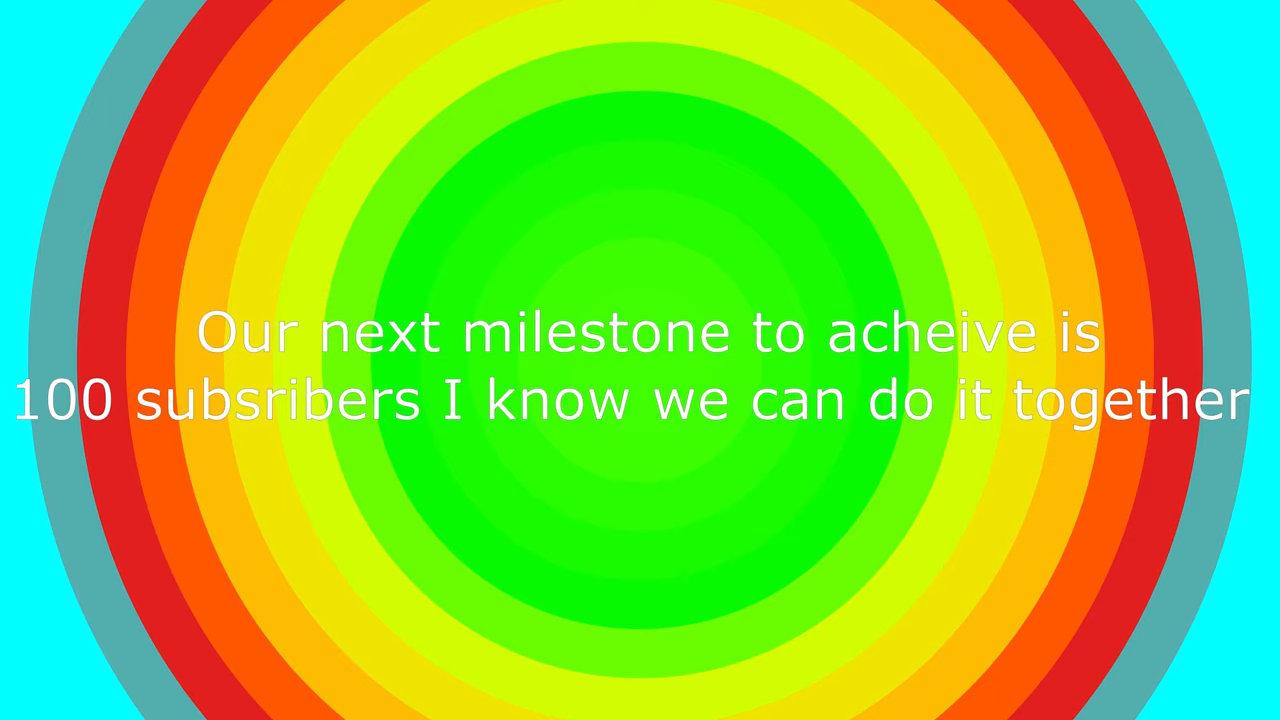 Our next milestone to acheive is
100 subsribers I know we can do it together